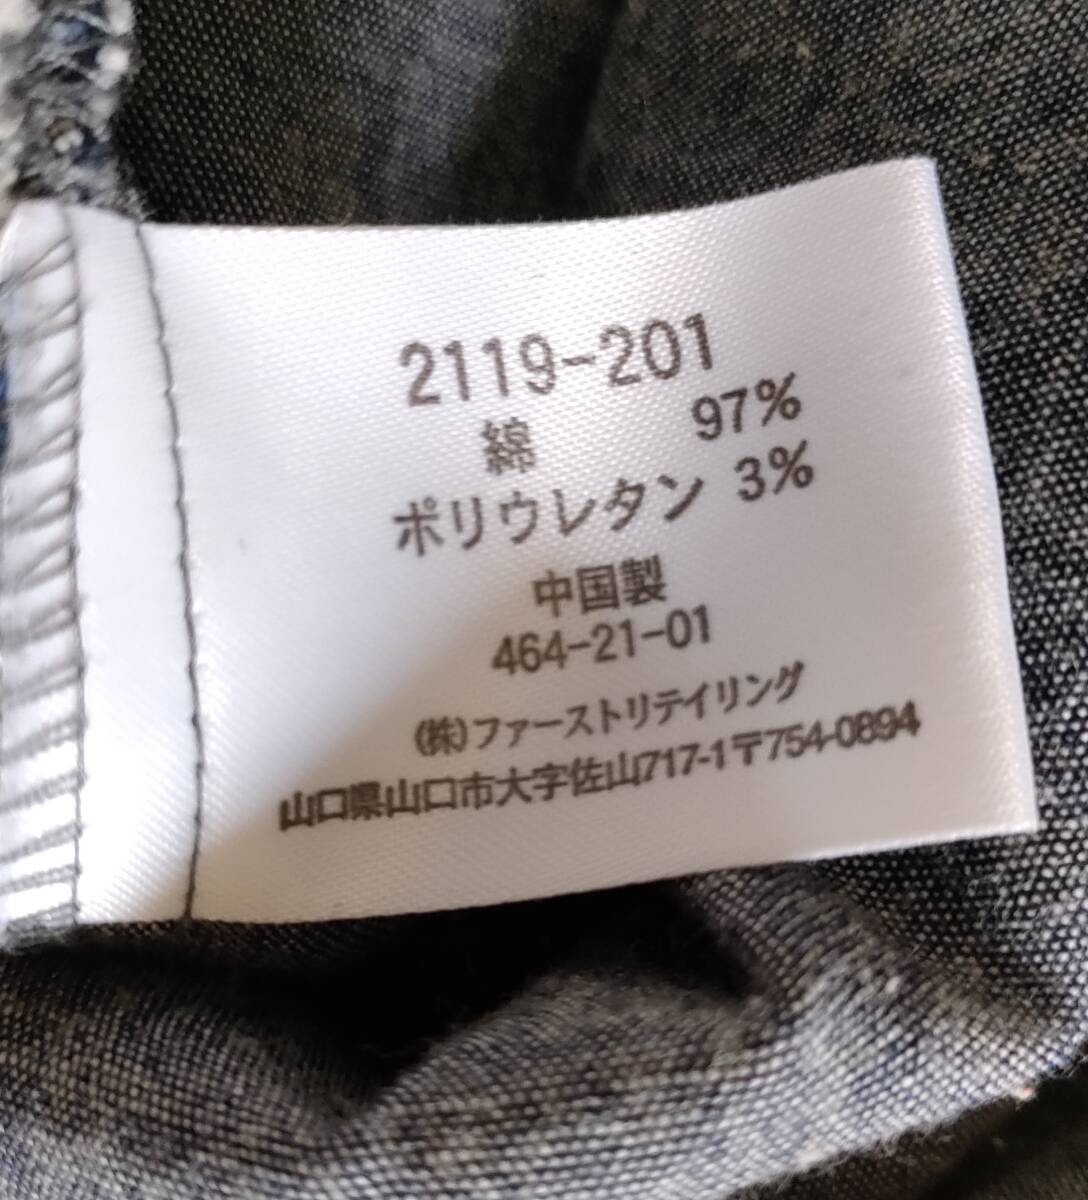 2119-201
綿 97%
ポリウレタン 3%
中国製
464-21-01
(株)ファーストリテイリング
山口県山口市大字佐山717-1〒754-0894